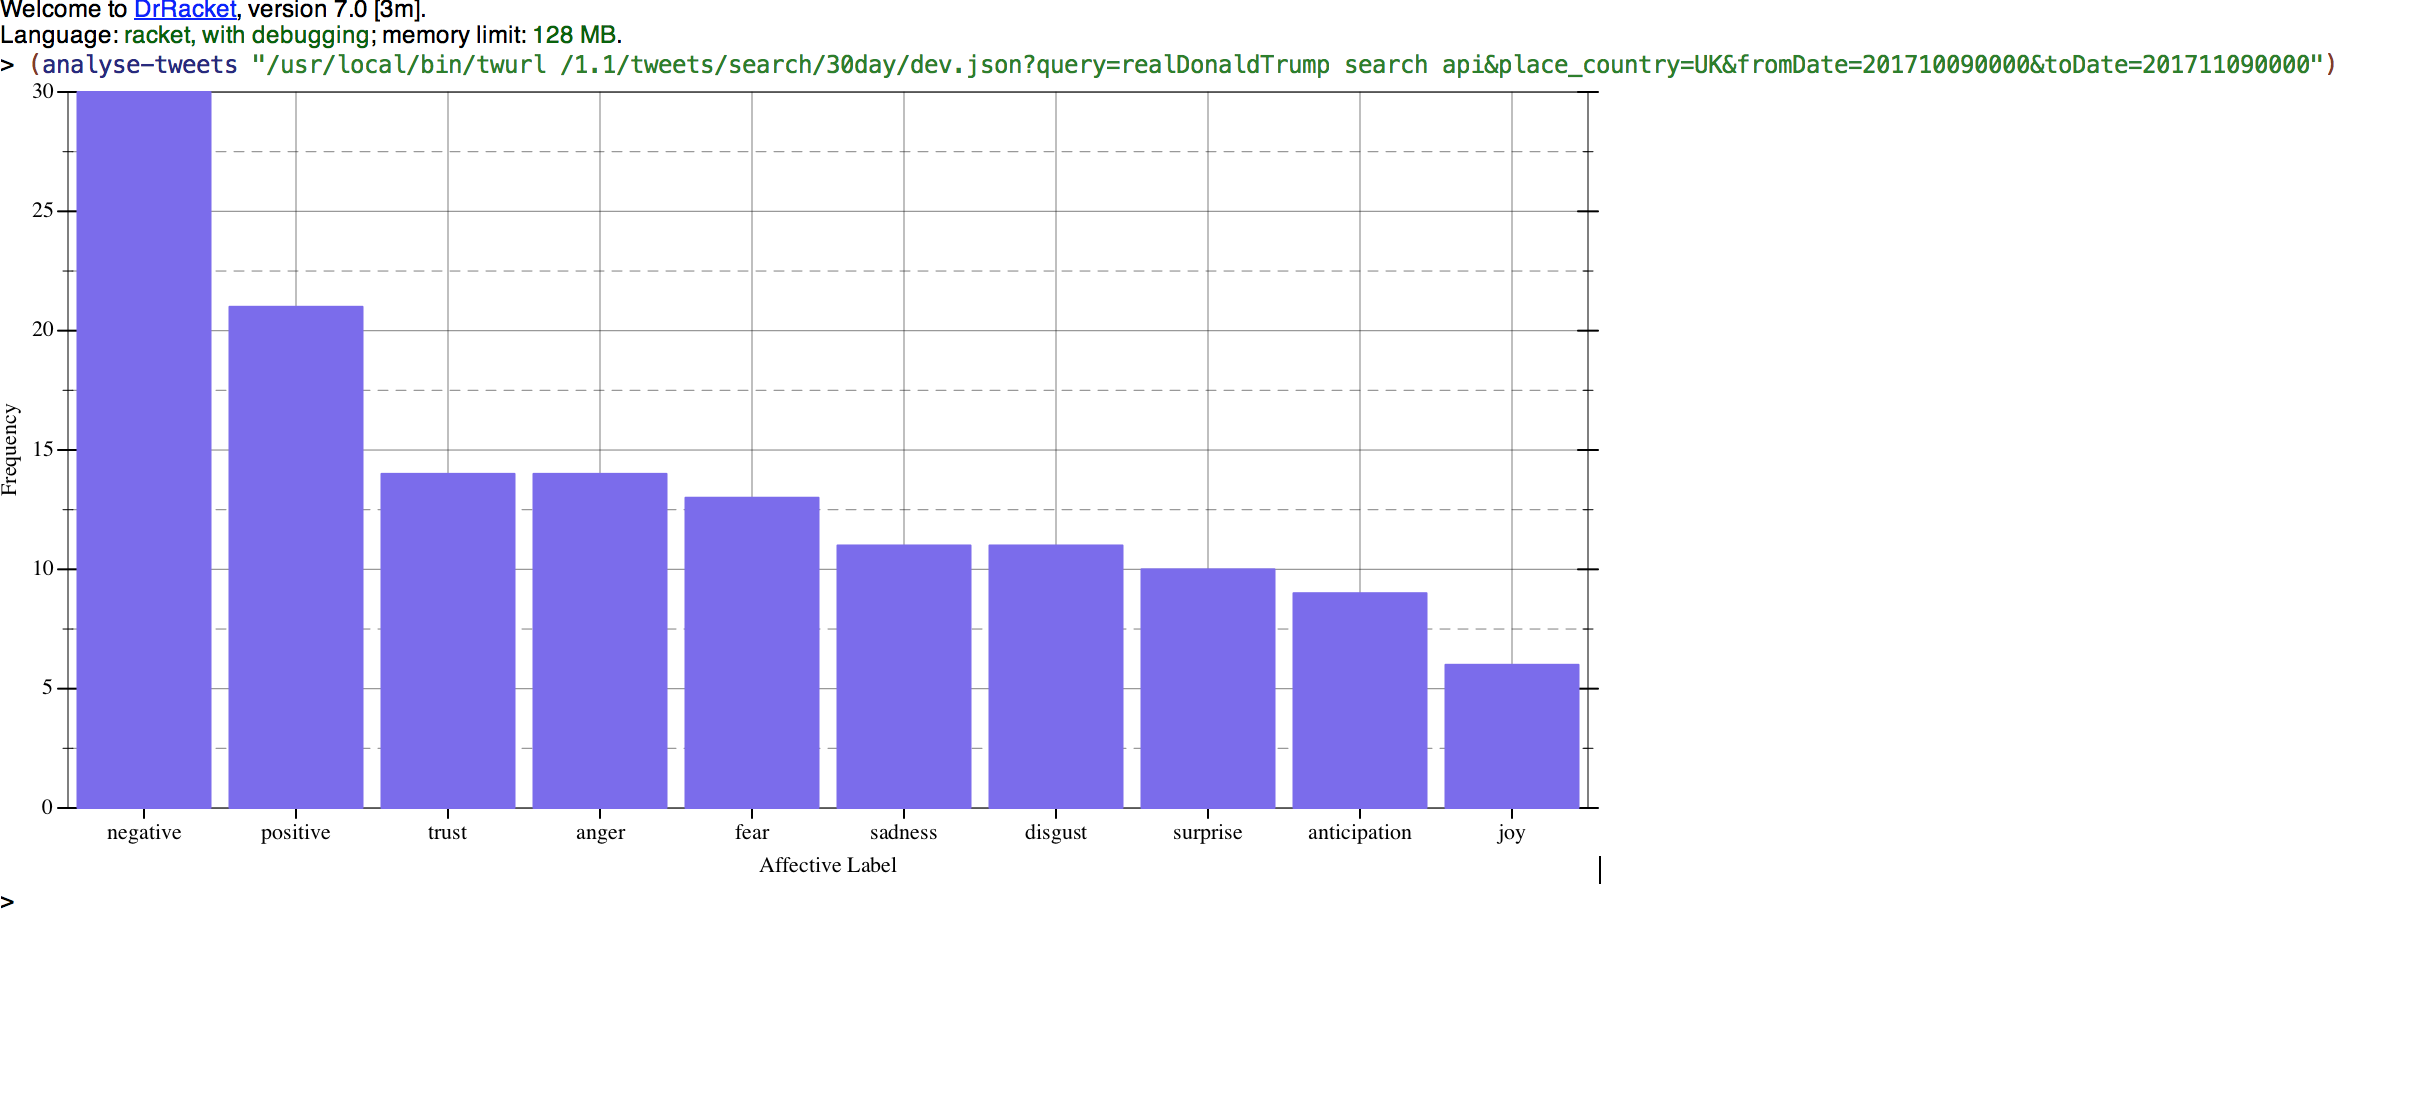 Welcome to DrRacket, version 7.0 [3m].
Language: racket, with debugging; memory limit: 128 MB.
> (analyse-tweets "/usr/local/bin/twurl /1.1/tweets/search/30day/dev.json?query=realDonaldTrump search api&place_country=UK&fromDate=201710090000&toDate=201711090000")
30
25
20
15
10
5
0
Frequency
negative positive trust anger fear sadness disgust surprise anticipation joy
Affective Label
>